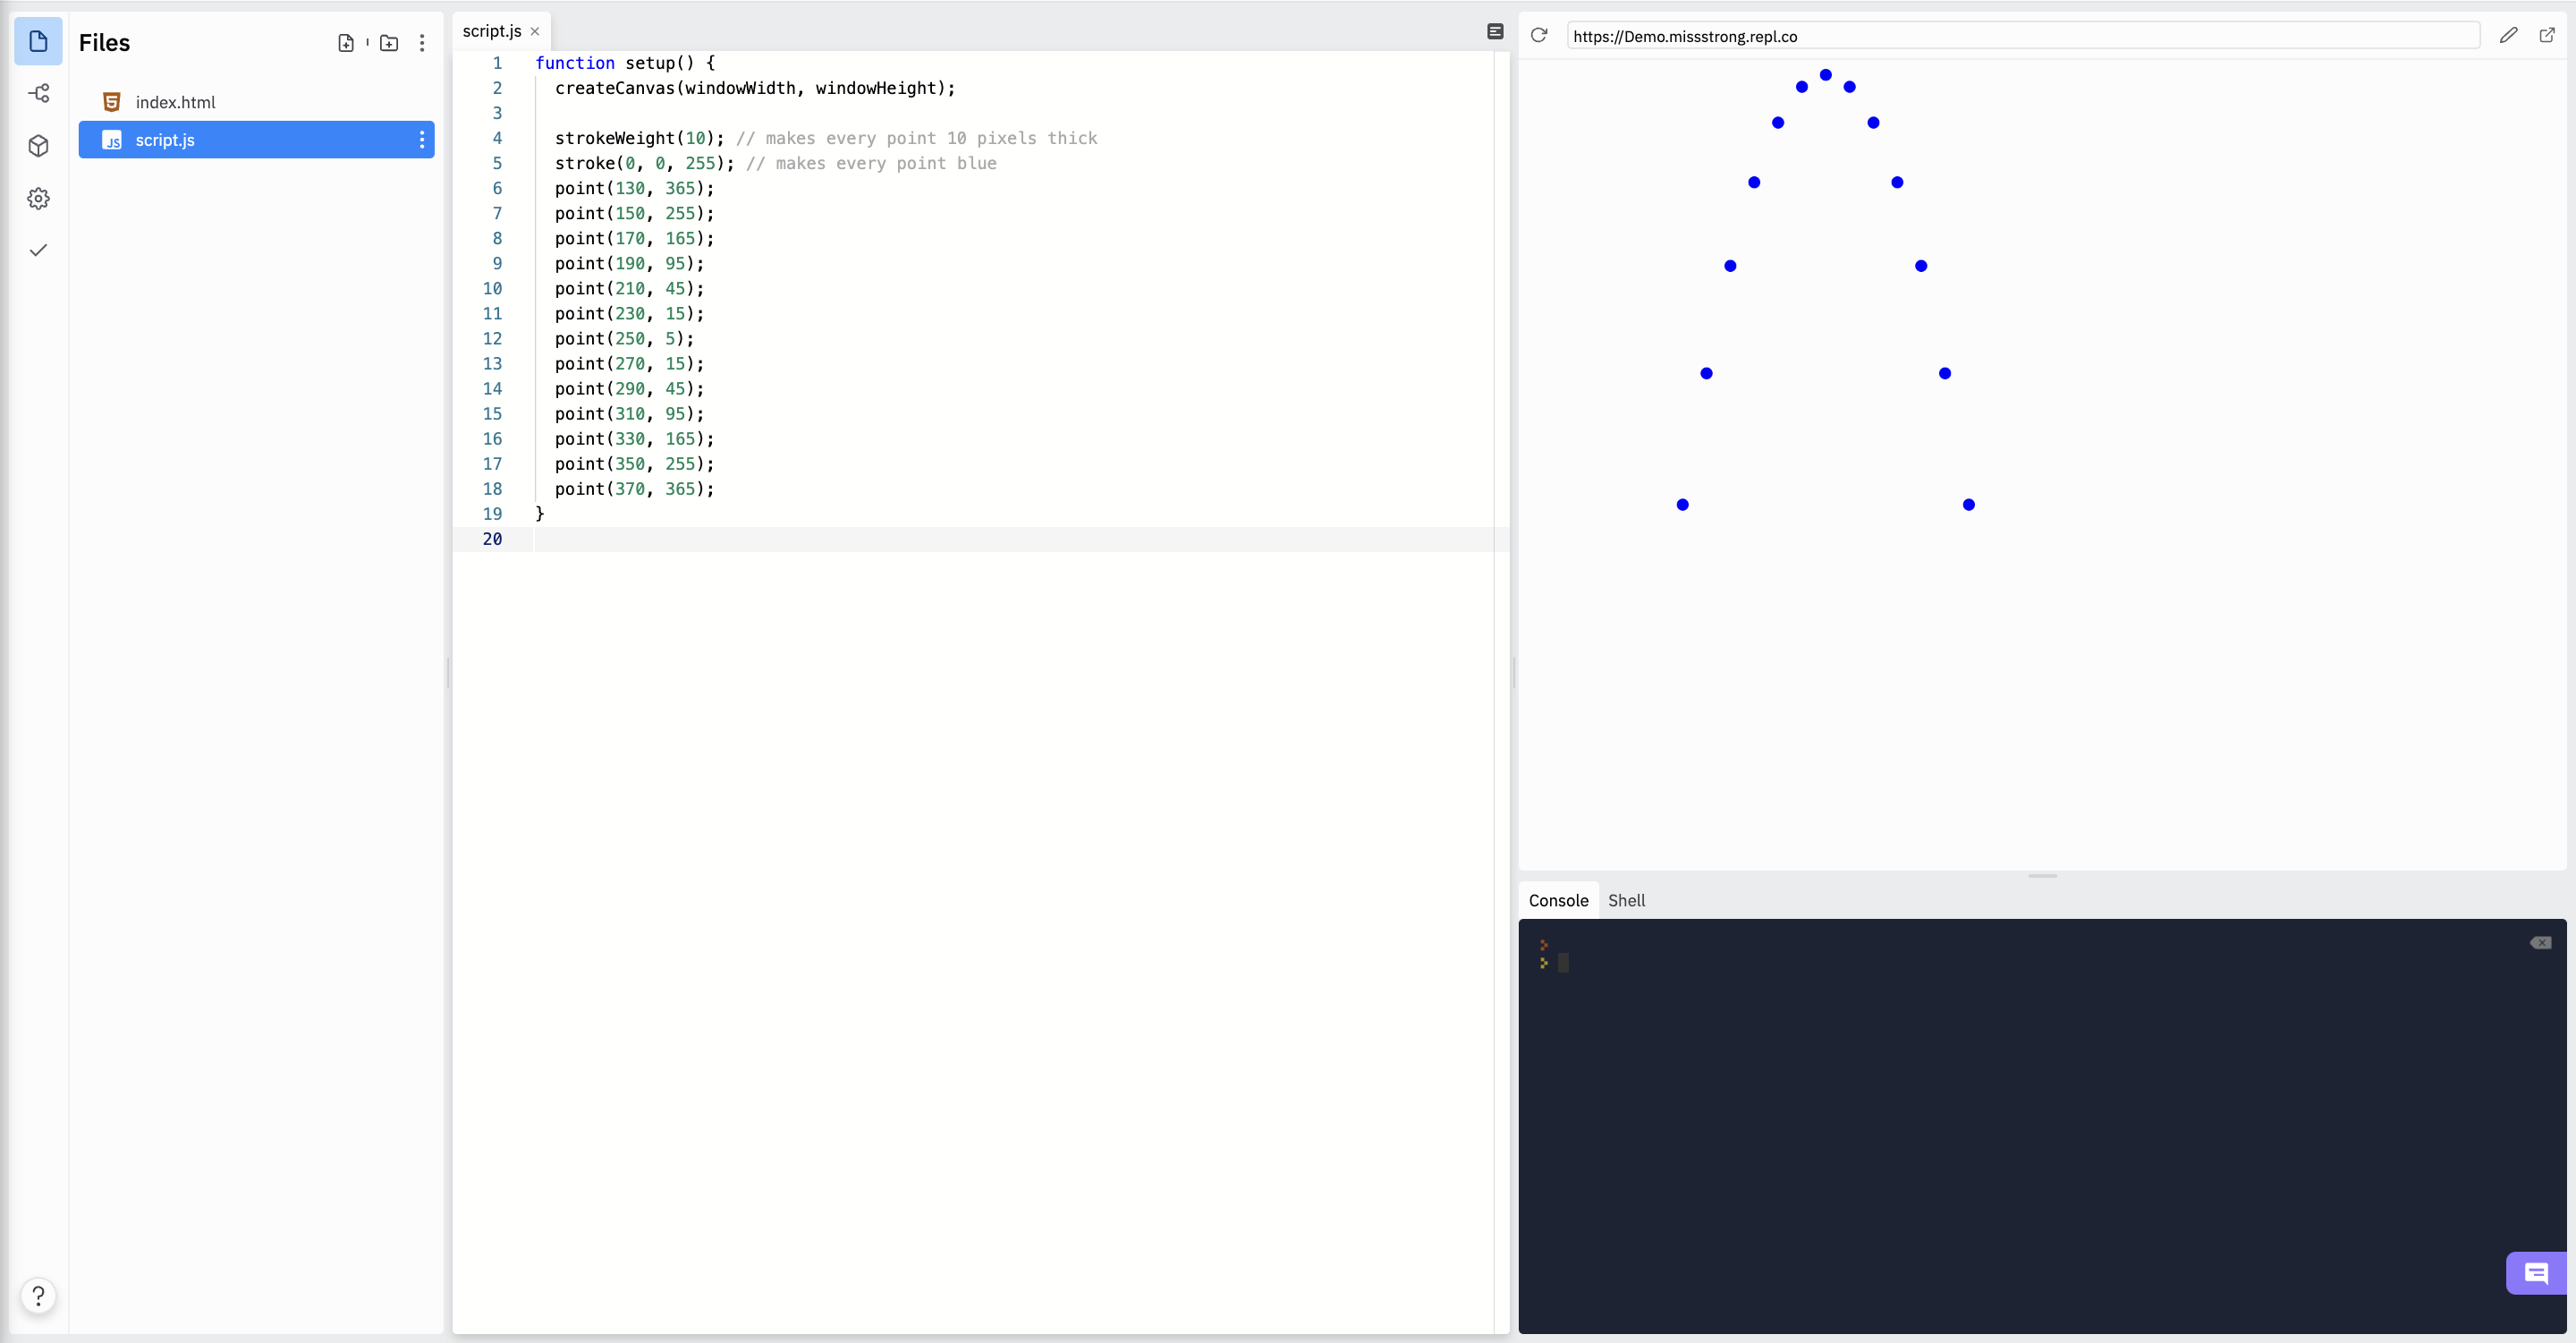 Files
index.html
JS script.js
script.js ×
1 function setup() {
2 createCanvas(windowWidth, windowHeight);
3
4 strokeWeight(10); // makes every point 10 pixels thick
5 stroke(0, 0, 255); // makes every point blue
6 point(130, 365);
7 point(150, 255);
8 point(170, 165);
9 point(190, 95);
10 point(210, 45);
11 point(230, 15);
12 point(250, 5);
13 point(270, 15);
14 point(290, 45);
15 point(310, 95);
16 point(330, 165);
17 point(350, 255);
18 point(370, 365);
19 }
20
https://Demo.missstrong.repl.co
Console Shell
?